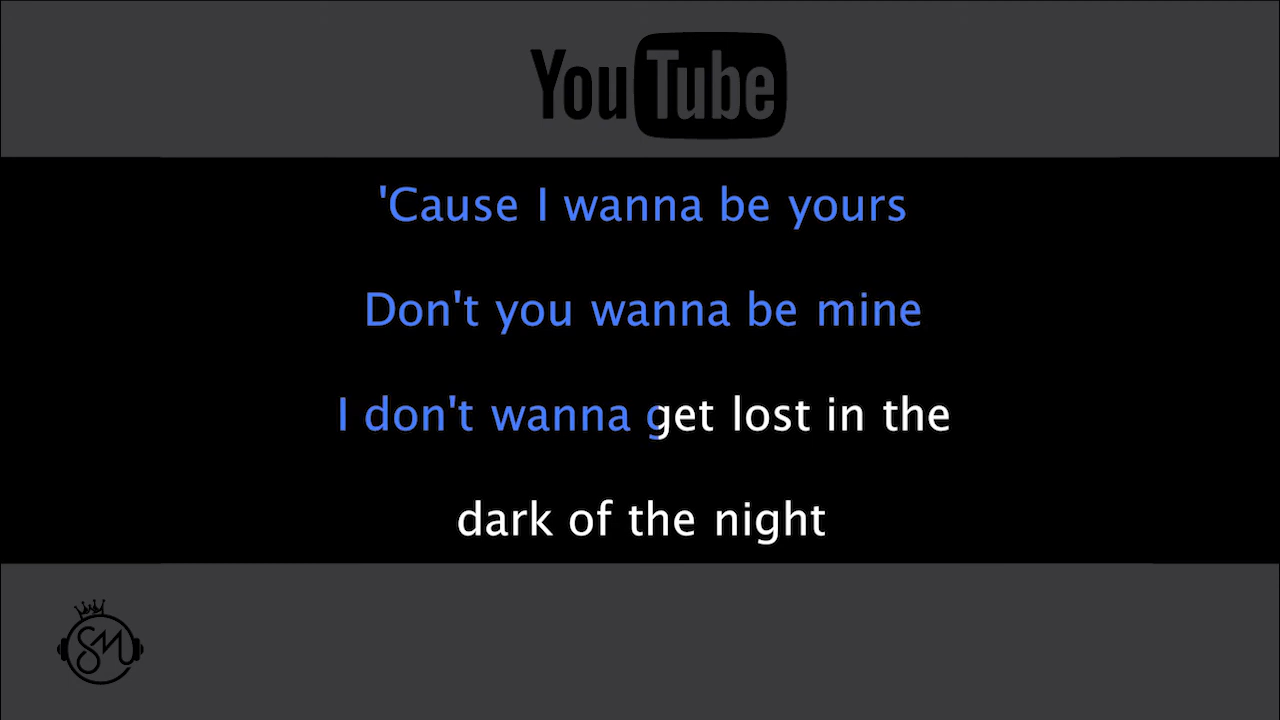 YouTube
'Cause I wanna be yours
Don't you wanna be mine
I don't wanna get lost in the
dark of the night
SM